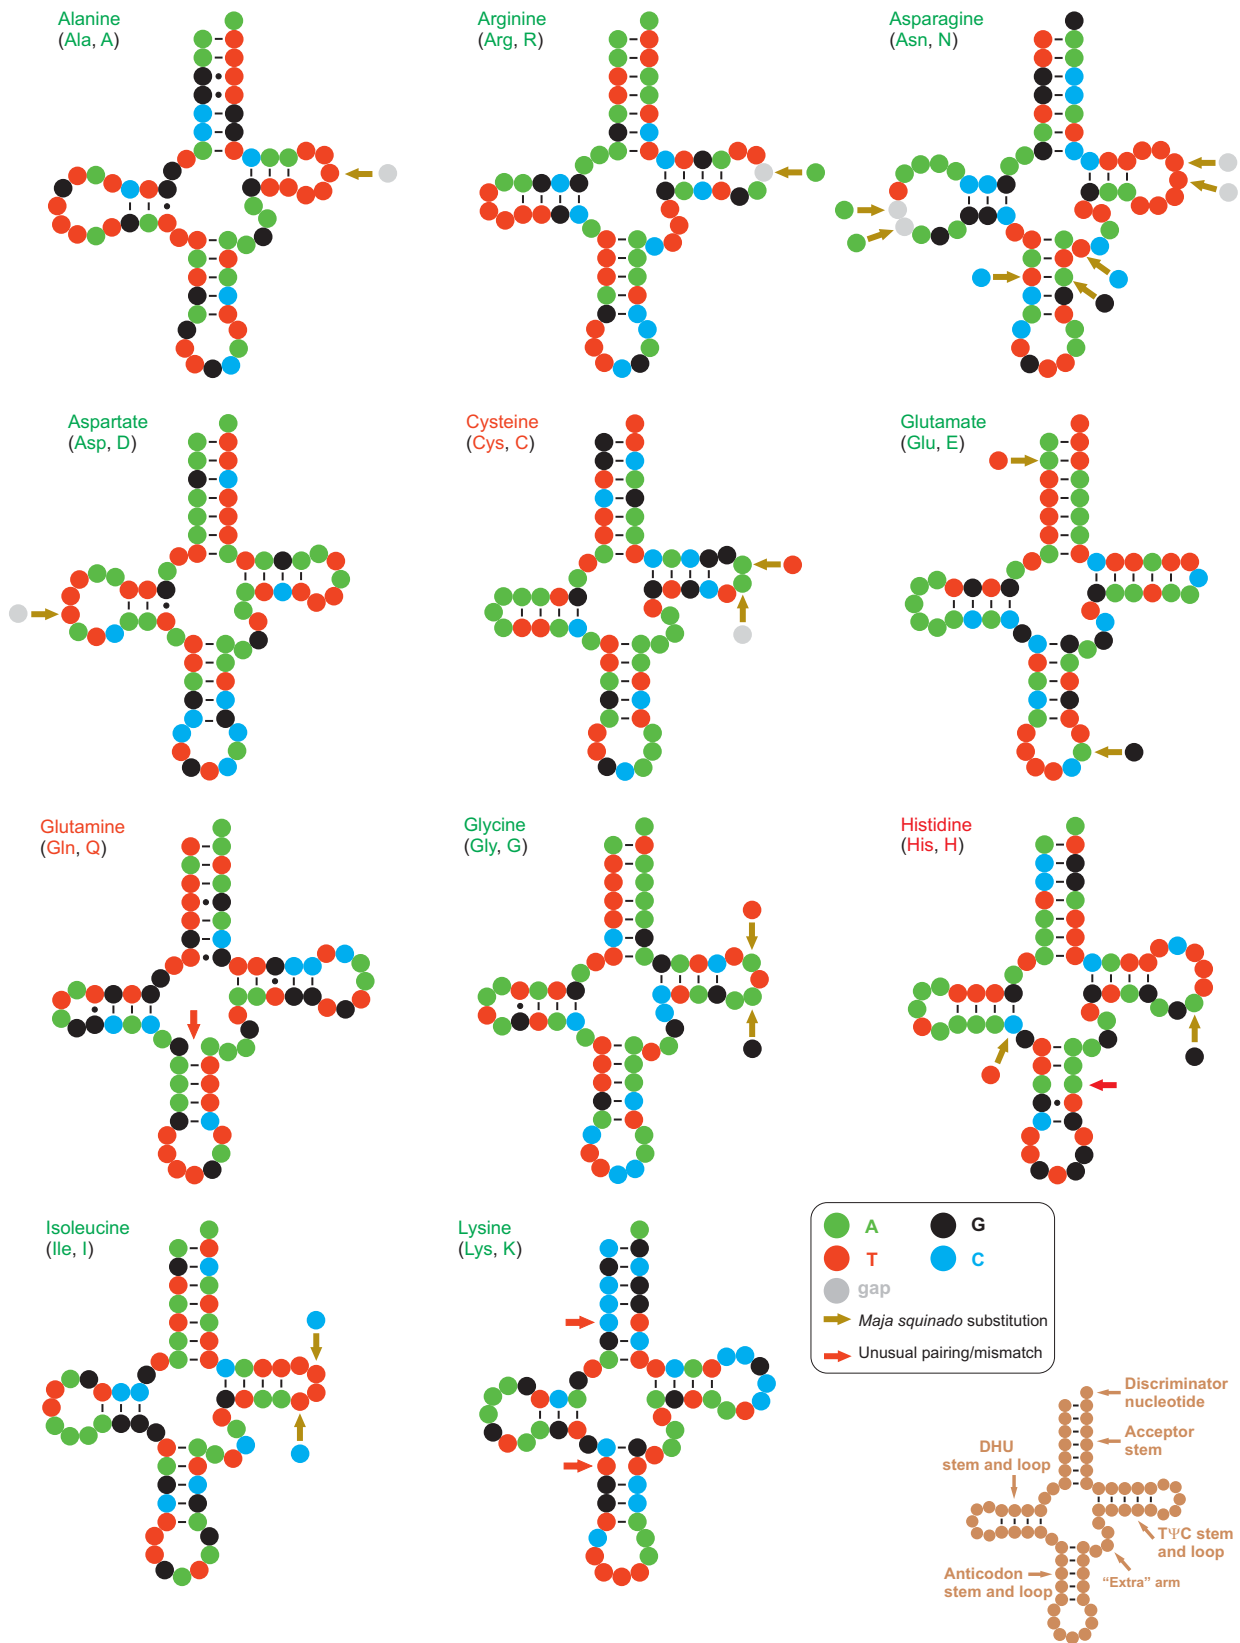 Alanine
(Ala, A)
Arginine
(Arg, R)
Asparagine
(Asn, N)
Aspartate
(Asp, D)
Cysteine
(Cys, C)
Glutamate
(Glu, E)
Glutamine
(Gln, Q)
Glycine
(Gly, G)
Histidine
(His, H)
Isoleucine
(Ile, I)
Lysine
(Lys, K)
A
G
T
C
gap
Maja squinado substitution
Unusual pairing/mismatch
Discriminator
nucleotide
Acceptor
stem
DHU
stem and loop
TΨC stem
and loop
Anticodon
stem and loop
“Extra” arm